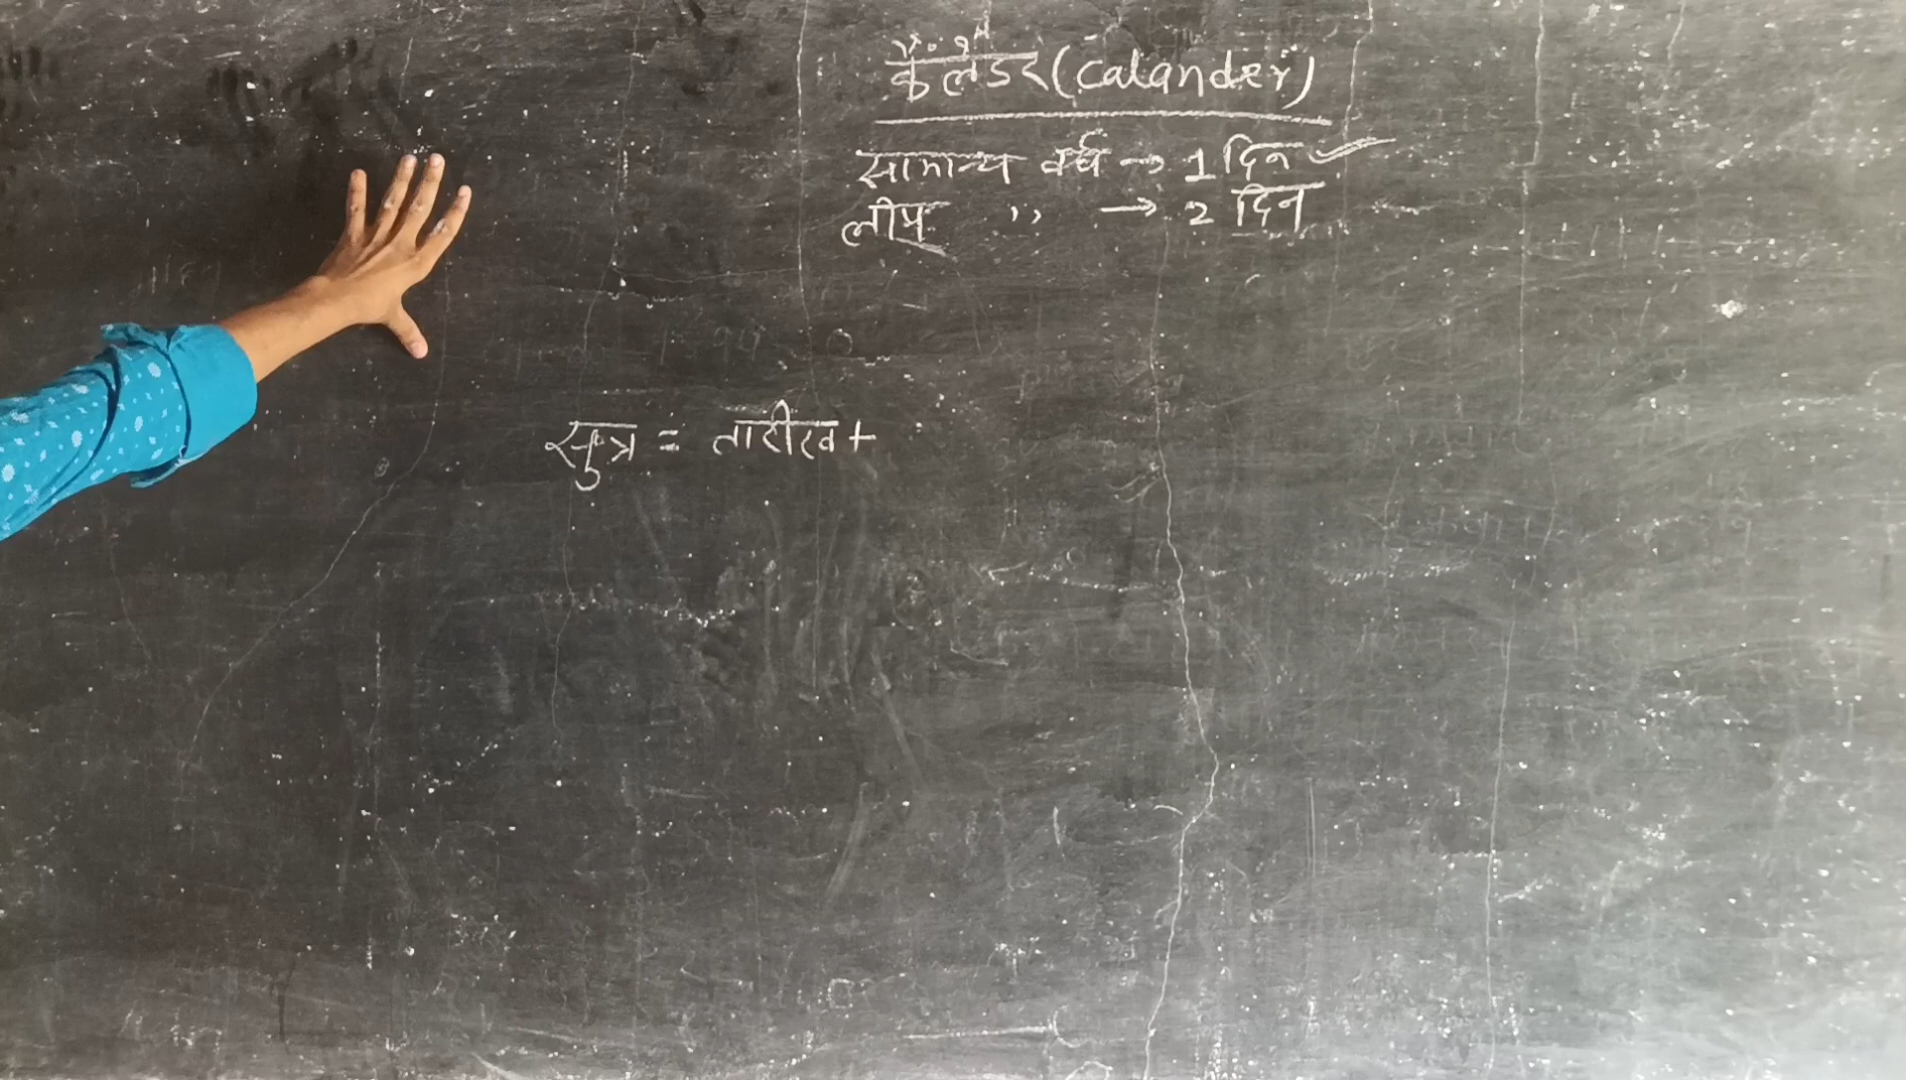 कैलेंडर (Calander)
सामान्य वर्ष → 1 दिन ✓
लीप " → 2 दिन
सुत्र = तारीख +